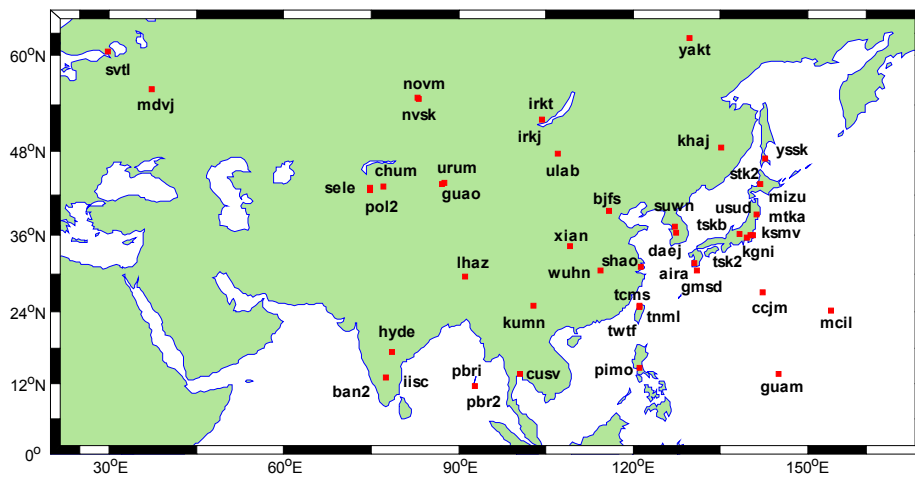 60°N
48°N
36°N
24°N
12°N
0°
30°E
60°E
90°E
120°E
150°E
svtl
mdvj
novm
nvsk
irkt
irkj
yakt
khaj
yssk
stk2
mizu
ulab
chum
sele
pol2
urum
guao
bjfs
suwn
daej
usud
tskb
mtka
ksmv
kgni
tsk2
xian
wuhn
shao
aira
gmsd
lhaz
kumn
tcms
tnml
twtf
ccjm
mcil
hyde
ban2
iisc
pbri
pbr2
cusv
pimo
guam